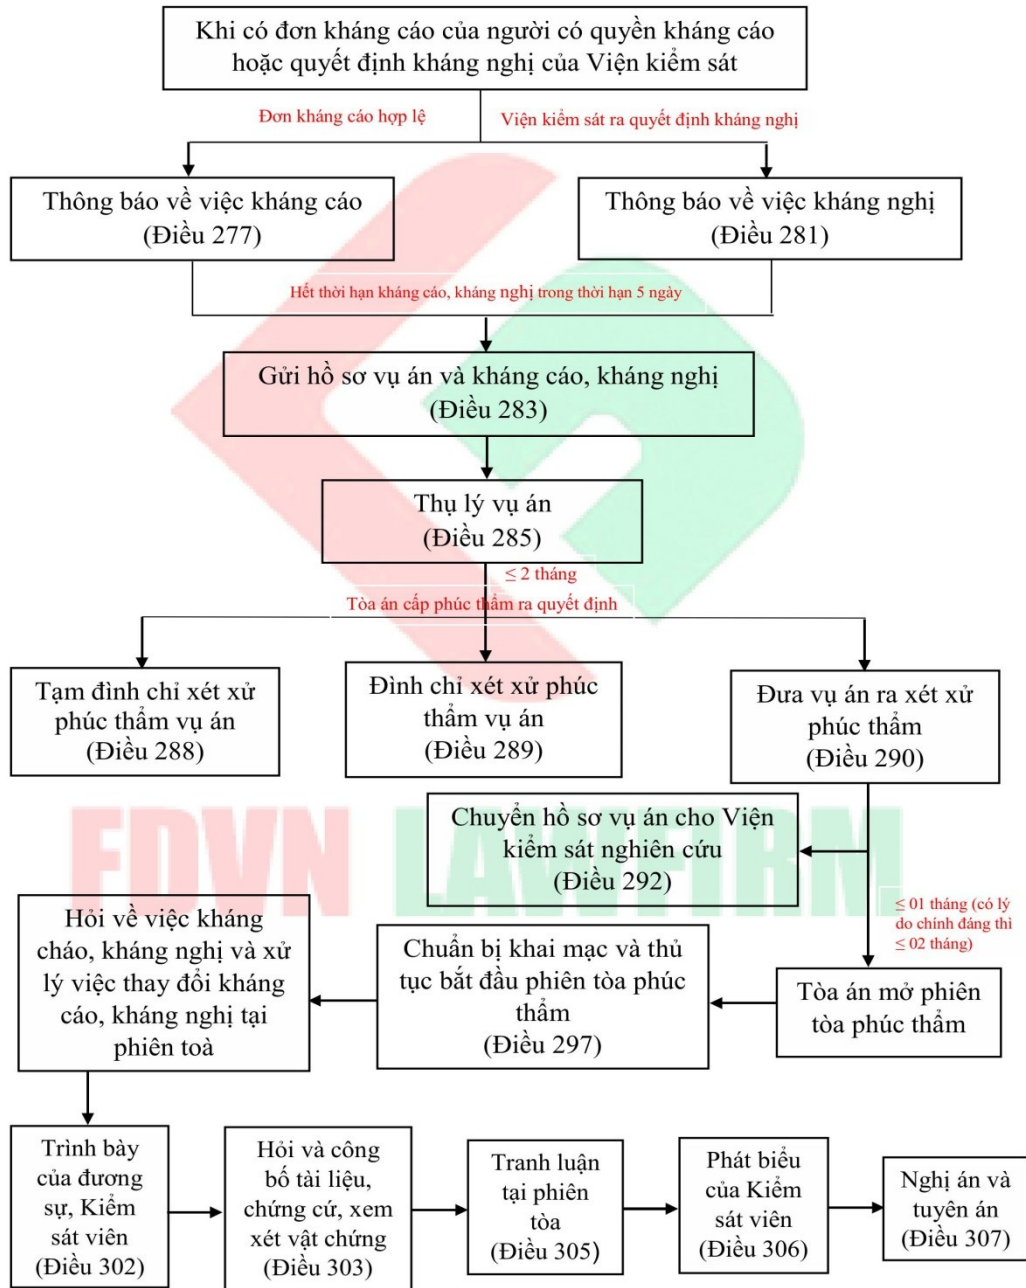 Khi có đơn kháng cáo của người có quyền kháng cáo
hoặc quyết định kháng nghị của Viện kiểm sát
Đơn kháng cáo hợp lệ
Viện kiểm sát ra quyết định kháng nghị
Thông báo về việc kháng cáo
(Điều 277)
Thông báo về việc kháng nghị
(Điều 281)
Hết thời hạn kháng cáo, kháng nghị trong thời hạn 5 ngày
Gửi hồ sơ vụ án và kháng cáo, kháng nghị
(Điều 283)
Thụ lý vụ án
(Điều 285)
≤ 2 tháng
Tòa án cấp phúc thẩm ra quyết định
Tạm đình chỉ xét xử
phúc thẩm vụ án
(Điều 288)
Đình chỉ xét xử phúc
thẩm vụ án
(Điều 289)
Đưa vụ án ra xét xử
phúc thẩm
(Điều 290)
Chuyển hồ sơ vụ án cho Viện
kiểm sát nghiên cứu
(Điều 292)
FDVN LAWFIRM
≤ 01 tháng (có lý
do chính đáng thì
≤ 02 tháng)
Tòa án mở phiên
tòa phúc thẩm
Chuẩn bị khai mạc và thủ
tục bắt đầu phiên tòa phúc
thẩm
(Điều 297)
Hỏi về việc kháng
cháo, kháng nghị và xử
lý việc thay đổi kháng
cáo, kháng nghị tại
phiên toà
Trình bày
của đương
sự, Kiểm
sát viên
(Điều 302)
Hỏi và công
bố tài liệu,
chứng cứ, xem
xét vật chứng
(Điều 303)
Tranh luận
tại phiên
tòa
(Điều 305)
Phát biểu
của Kiểm
sát viên
(Điều 306)
Nghị án và
tuyên án
(Điều 307)